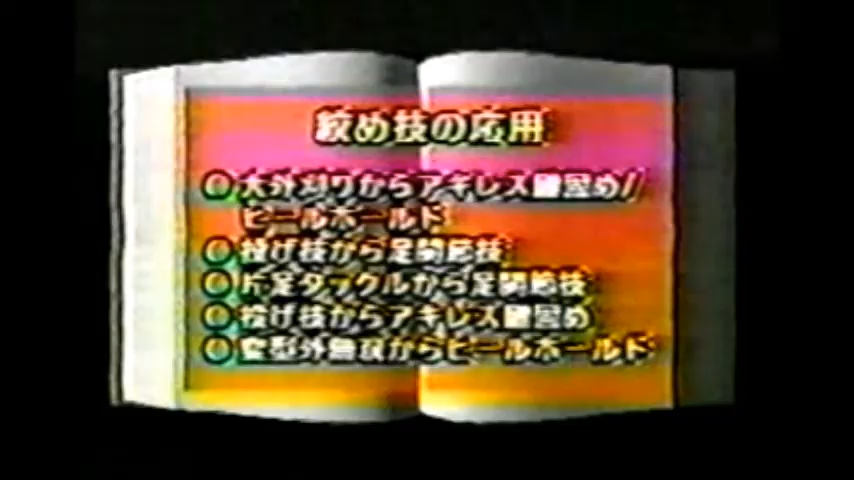 絞め技の応用
●大外刈りからアキレス腱固め/
ヒールホールド
●投げ技から足関節技
●片足タックルから足関節技
●投げ技からアキレス腱固め
●変型外無双からヒールホールド